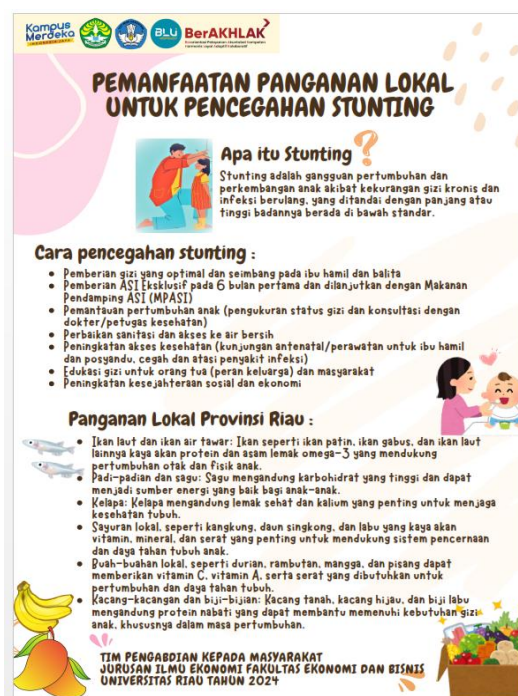 Kampus
Merdeka
INDONESIA JAYA
BLU
BerAKHLAK
PEMANFAATAN PANGANAN LOKAL
UNTUK PENCEGAHAN STUNTING
Apa itu Stunting ?
Stunting adalah gangguan pertumbuhan dan
perkembangan anak akibat kekurangan gizi kronis dan
infeksi berulang, yang ditandai dengan panjang atau
tinggi badannya berada di bawah standar.
Cara pencegahan stunting :
• Pemberian gizi yang optimal dan seimbang pada ibu hamil dan balita
• Pemberian ASI Eksklusif pada 6 bulan pertama dan dilanjutkan dengan Makanan
Pendamping ASI (MPASI)
• Pemantauan pertumbuhan anak (pengukuran status gizi dan konsultasi dengan
dokter/petugas kesehatan)
• Perbaikan sanitasi dan akses ke air bersih
• Peningkatan akses kesehatan (kunjungan antenatal/perawatan untuk ibu hamil
dan posyandu, cegah dan atasi penyakit infeksi)
• Edukasi gizi untuk orang tua (peran keluarga) dan masyarakat
• Peningkatan kesejahteraan sosial dan ekonomi
Panganan Lokal Provinsi Riau :
• Ikan laut dan ikan air tawar: Ikan seperti ikan patin, ikan gabus, dan ikan laut
lainnya kaya akan protein dan asam lemak omega-3 yang mendukung
pertumbuhan otak dan fisik anak.
• Padi-padian dan sagu: Sagu mengandung karbohidrat yang tinggi dan dapat
menjadi sumber energi yang baik bagi anak-anak.
• Kelapa: Kelapa mengandung lemak sehat dan kalium yang penting untuk menjaga
kesehatan tubuh.
• Sayuran lokal, seperti kangkung, daun singkong, dan labu yang kaya akan
vitamin, mineral, dan serat yang penting untuk mendukung sistem pencernaan
dan daya tahan tubuh anak.
• Buah-buahan lokal, seperti durian, rambutan, mangga, dan pisang dapat
memberikan vitamin C, vitamin A, serta serat yang dibutuhkan untuk
pertumbuhan dan daya tahan tubuh.
• Kacang-kacangan dan biji-bijian: Kacang tanah, kacang hijau, dan biji labu
mengandung protein nabati yang dapat membantu memenuhi kebutuhan gizi
anak, khususnya dalam masa pertumbuhan.
TIM PENGABDIAN KEPADA MASYARAKAT
JURUSAN ILMU EKONOMI FAKULTAS EKONOMI DAN BISNIS
UNIVERSITAS RIAU TAHUN 2024